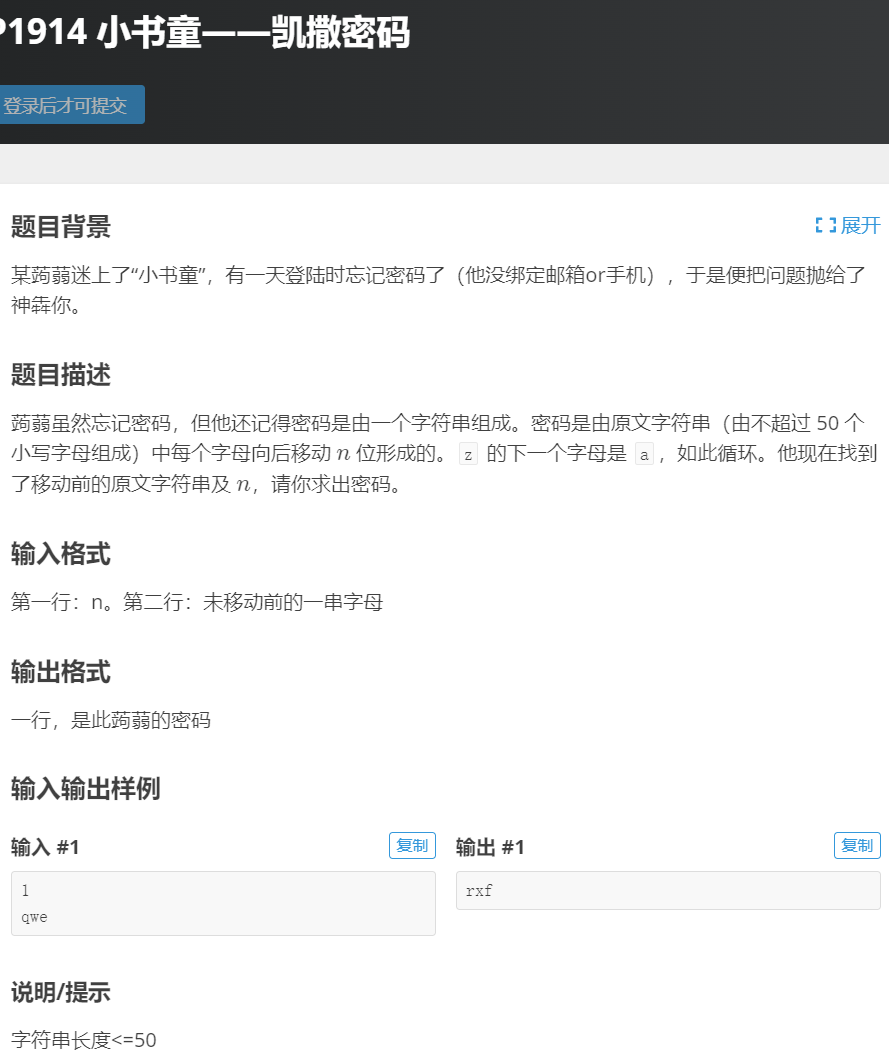 P1914 小书童——凯撒密码
登录后才可提交
题目背景
展开
某蒟蒻迷上了“小书童”，有一天登陆时忘记密码了（他没绑定邮箱or手机），于是便把问题抛给了
神犇你。
题目描述
蒟蒻虽然忘记密码，但他还记得密码是由一个字符串组成。密码是由原文字符串（由不超过 50 个
小写字母组成）中每个字母向后移动 n 位形成的。z 的下一个字母是 a，如此循环。他现在找到
了移动前的原文字符串及 n，请你求出密码。
输入格式
第一行：n。第二行：未移动前的一串字母
输出格式
一行，是此蒟蒻的密码
输入输出样例
输入 #1
复制
1
qwe
输出 #1
复制
rxf
说明/提示
字符串长度<=50